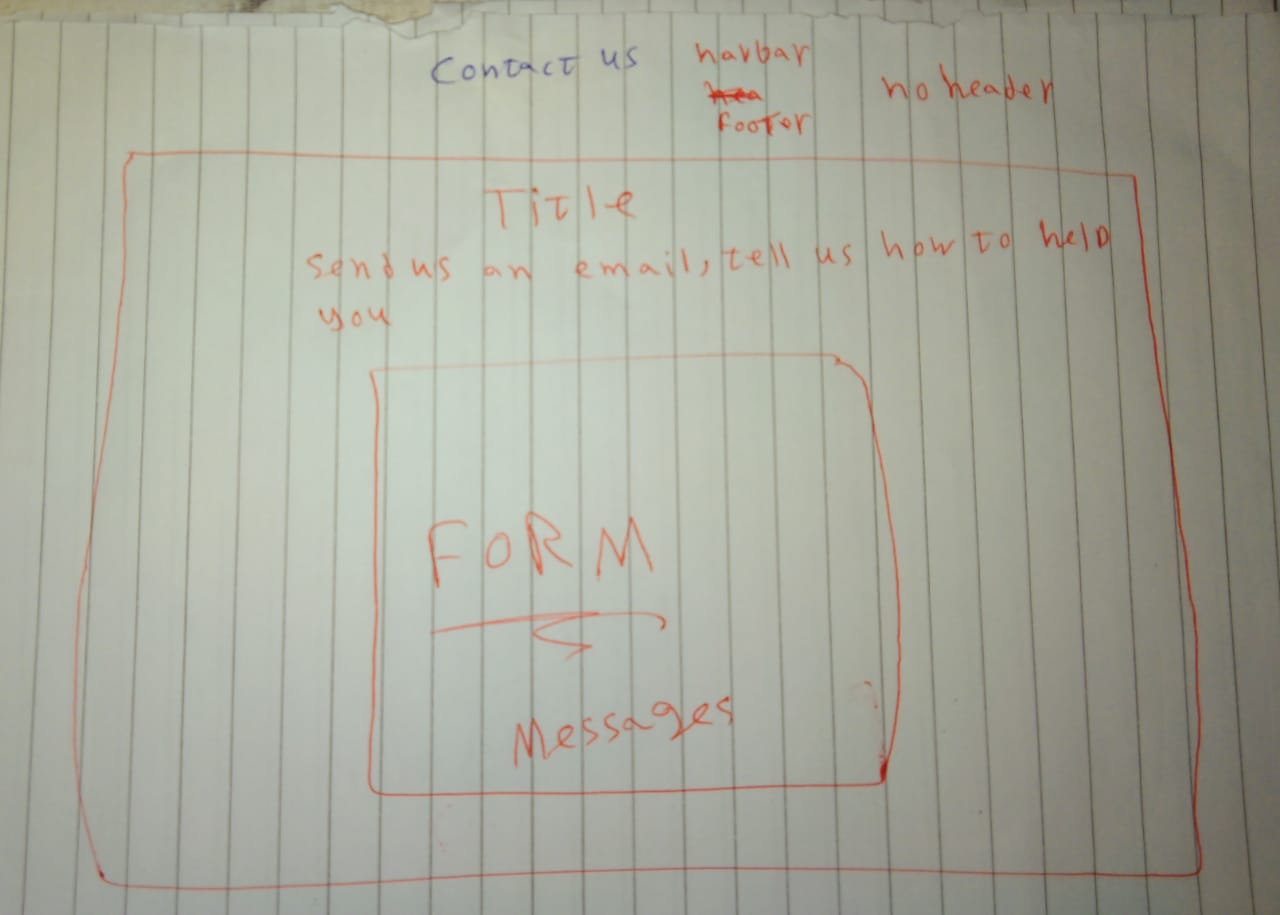 Contact us
navbar
hea
footer
no header
Title
Send us an email, tell us how to help
you
FORM
Messages